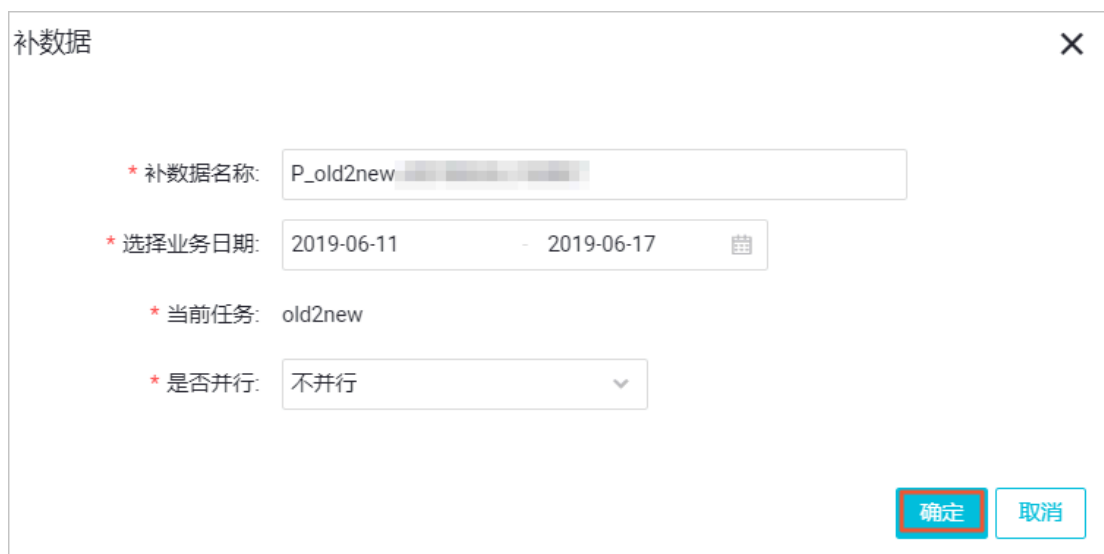 补数据
* 补数据名称: P_old2new
* 选择业务日期: 2019-06-11 - 2019-06-17
* 当前任务: old2new
* 是否并行: 不并行
确定 取消